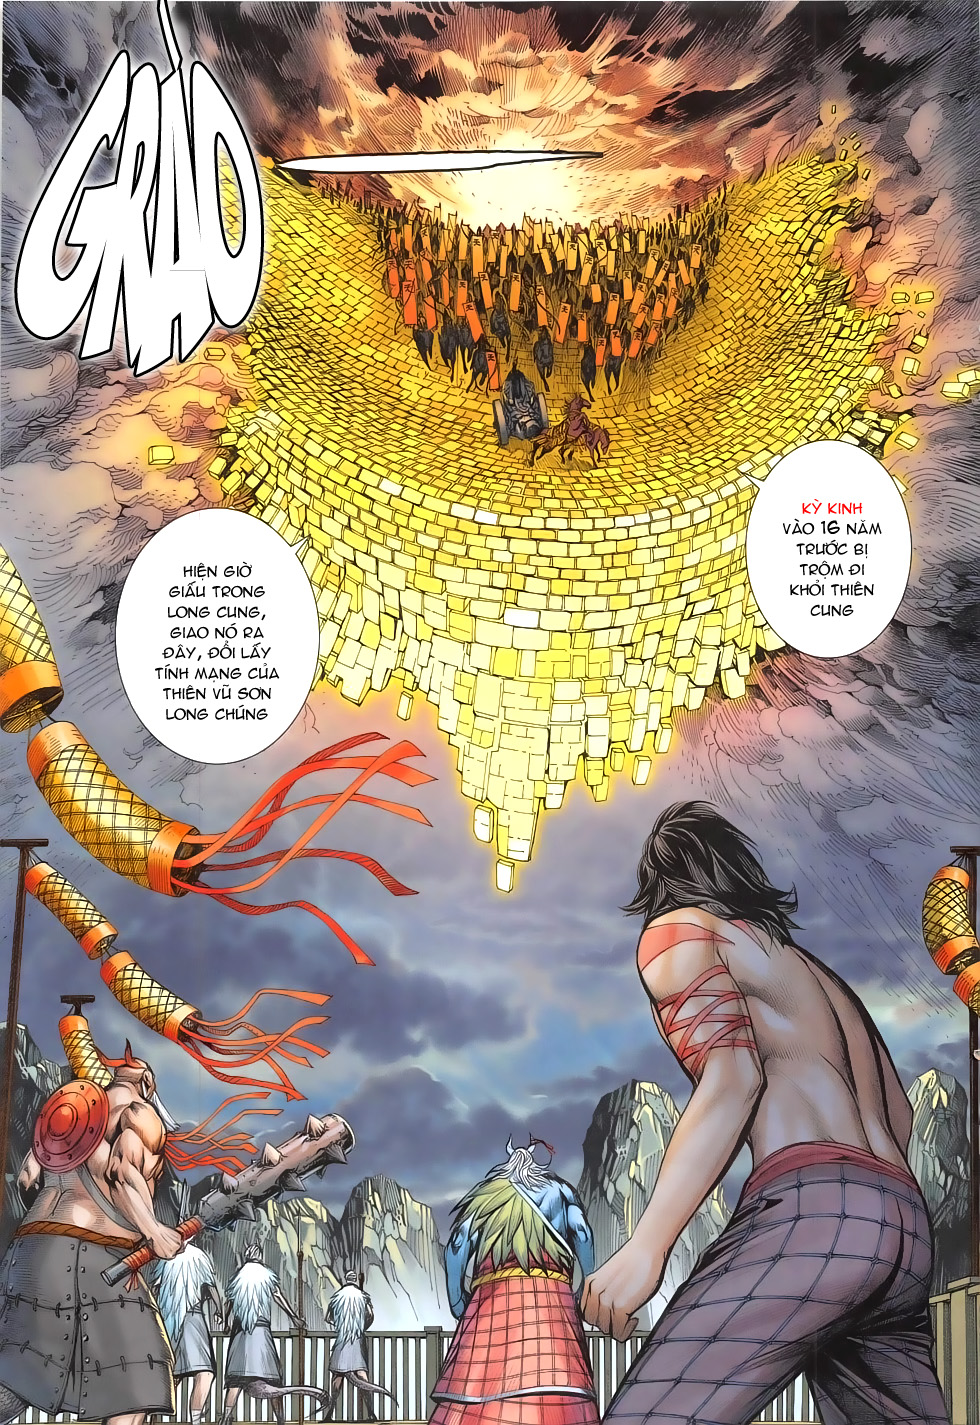 GRÁO
KỲ KINH
VÀO 16 NĂM
TRƯỚC BỊ
TRỘM ĐI
KHỎI THIÊN
CUNG
HIỆN GIỜ
GIẤU TRONG
LONG CUNG,
GIAO NÓ RA
ĐÂY, ĐỔI LẤY
TÍNH MẠNG CỦA
THIÊN VŨ SƠN
LONG CHÚNG